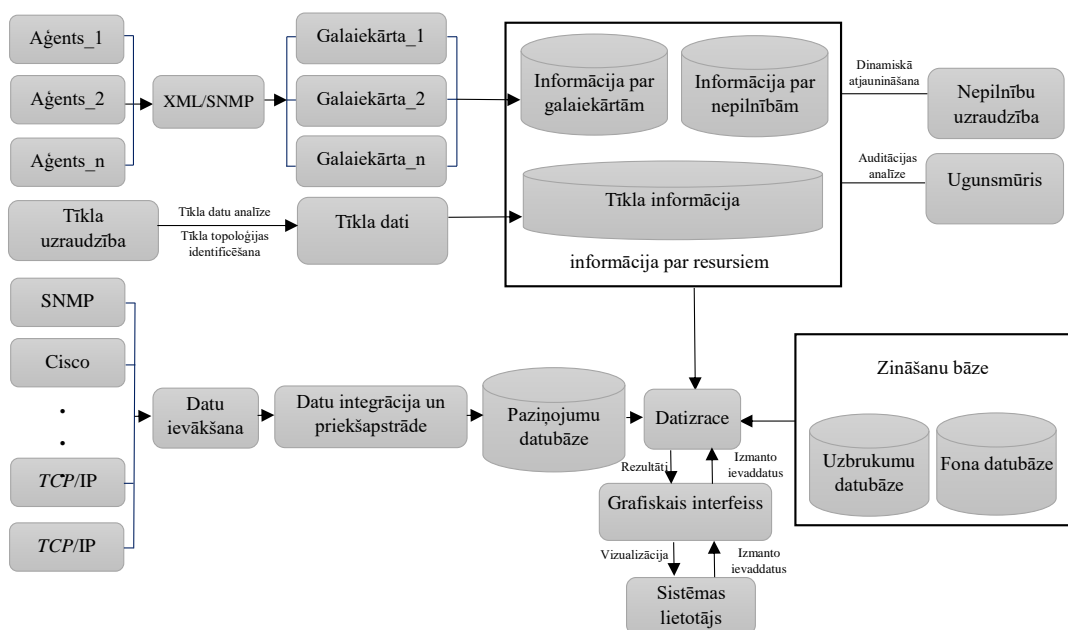 Aģents_1
Aģents_2
Aģents_n
XML/SNMP
Galaiekārta_1
Galaiekārta_2
Galaiekārta_n
Informācija par
galaiekārtām
Informācija par
nepilnībām
Dinamiskā
atjaunināšana
Nepilnību
uzraudzība
Auditācijas
analīze
Ugunsmūris
Tīkla
uzraudzība
Tīkla datu analīze
Tīkla topoloģijas
identificēšana
Tīkla dati
Tīkla informācija
informācija par resursiem
SNMP
Cisco
TCP/IP
TCP/IP
Datu
ievākšana
Datu integrācija un
priekšapstrāde
Paziņojumu
datubāze
Datizrace
Zināšanu bāze
Uzbrukumu
datubāze
Fona datubāze
Rezultāti
Izmanto
ievaddatus
Grafiskais interfeiss
Vizualizācija
Izmanto
ievaddatus
Sistēmas
lietotājs